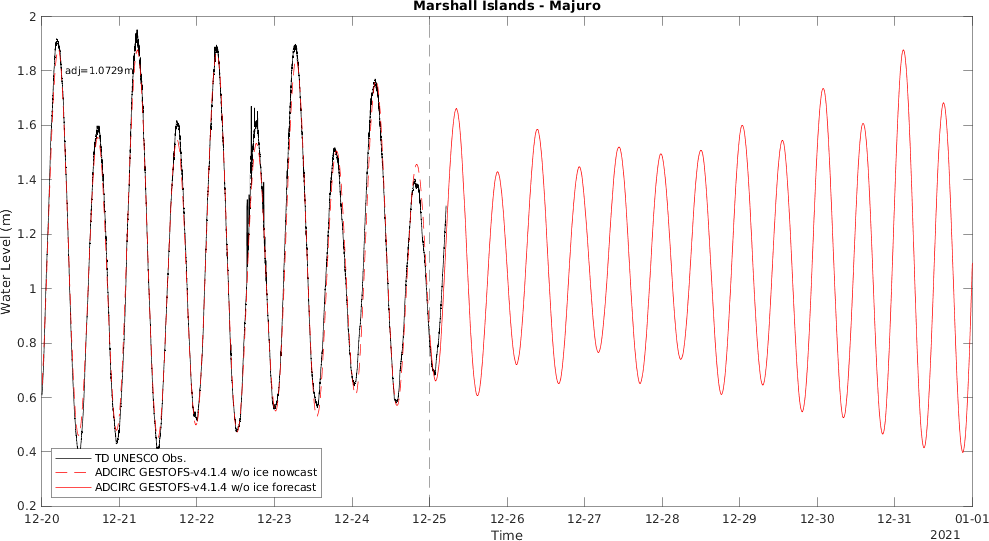 Marshall Islands - Majuro
2
1.8
1.6
1.4
1.2
1
0.8
0.6
0.4
0.2
Water Level (m)
adj=1.0729m
TD UNESCO Obs.
ADCIRC GESTOFS-v4.1.4 w/o ice nowcast
ADCIRC GESTOFS-v4.1.4 w/o ice forecast
12-20 12-21 12-22 12-23 12-24 12-25 12-26 12-27 12-28 12-29 12-30 12-31 01-01
Time
2021